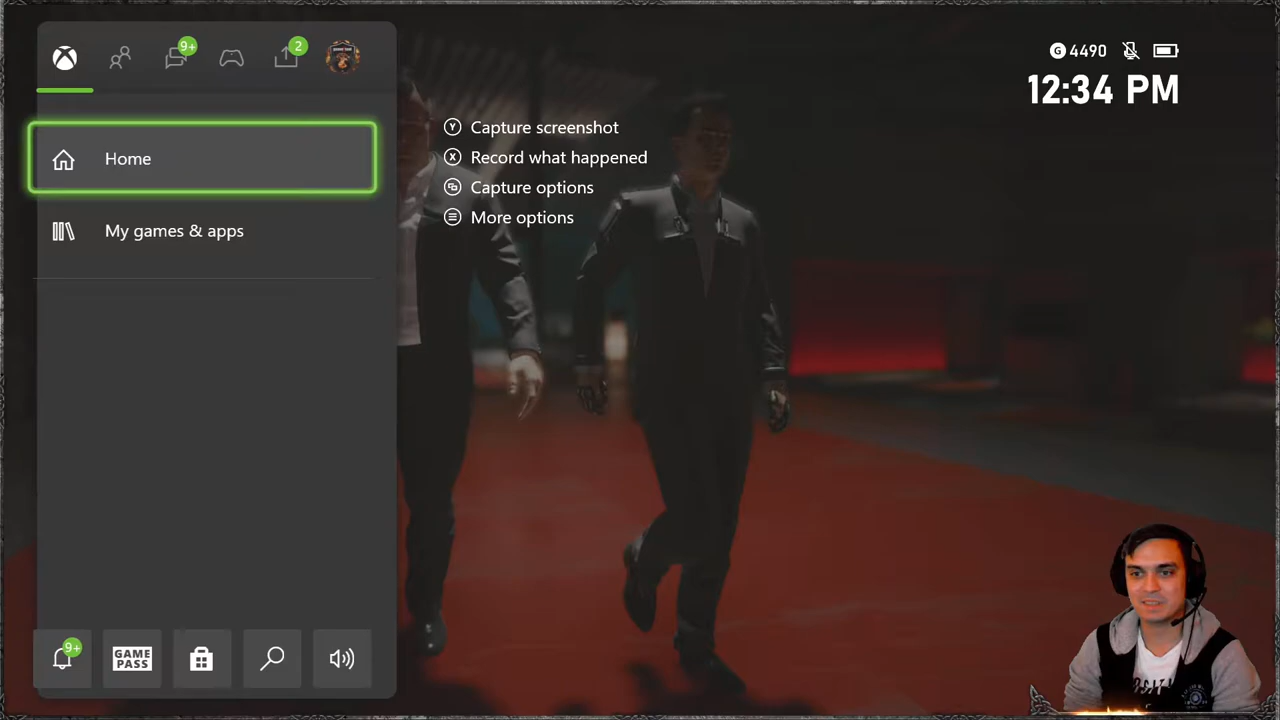 9+
2
G 4490
12:34 PM
Home
My games & apps
Y Capture screenshot
X Record what happened
Capture options
More options
9+
GAME
PASS